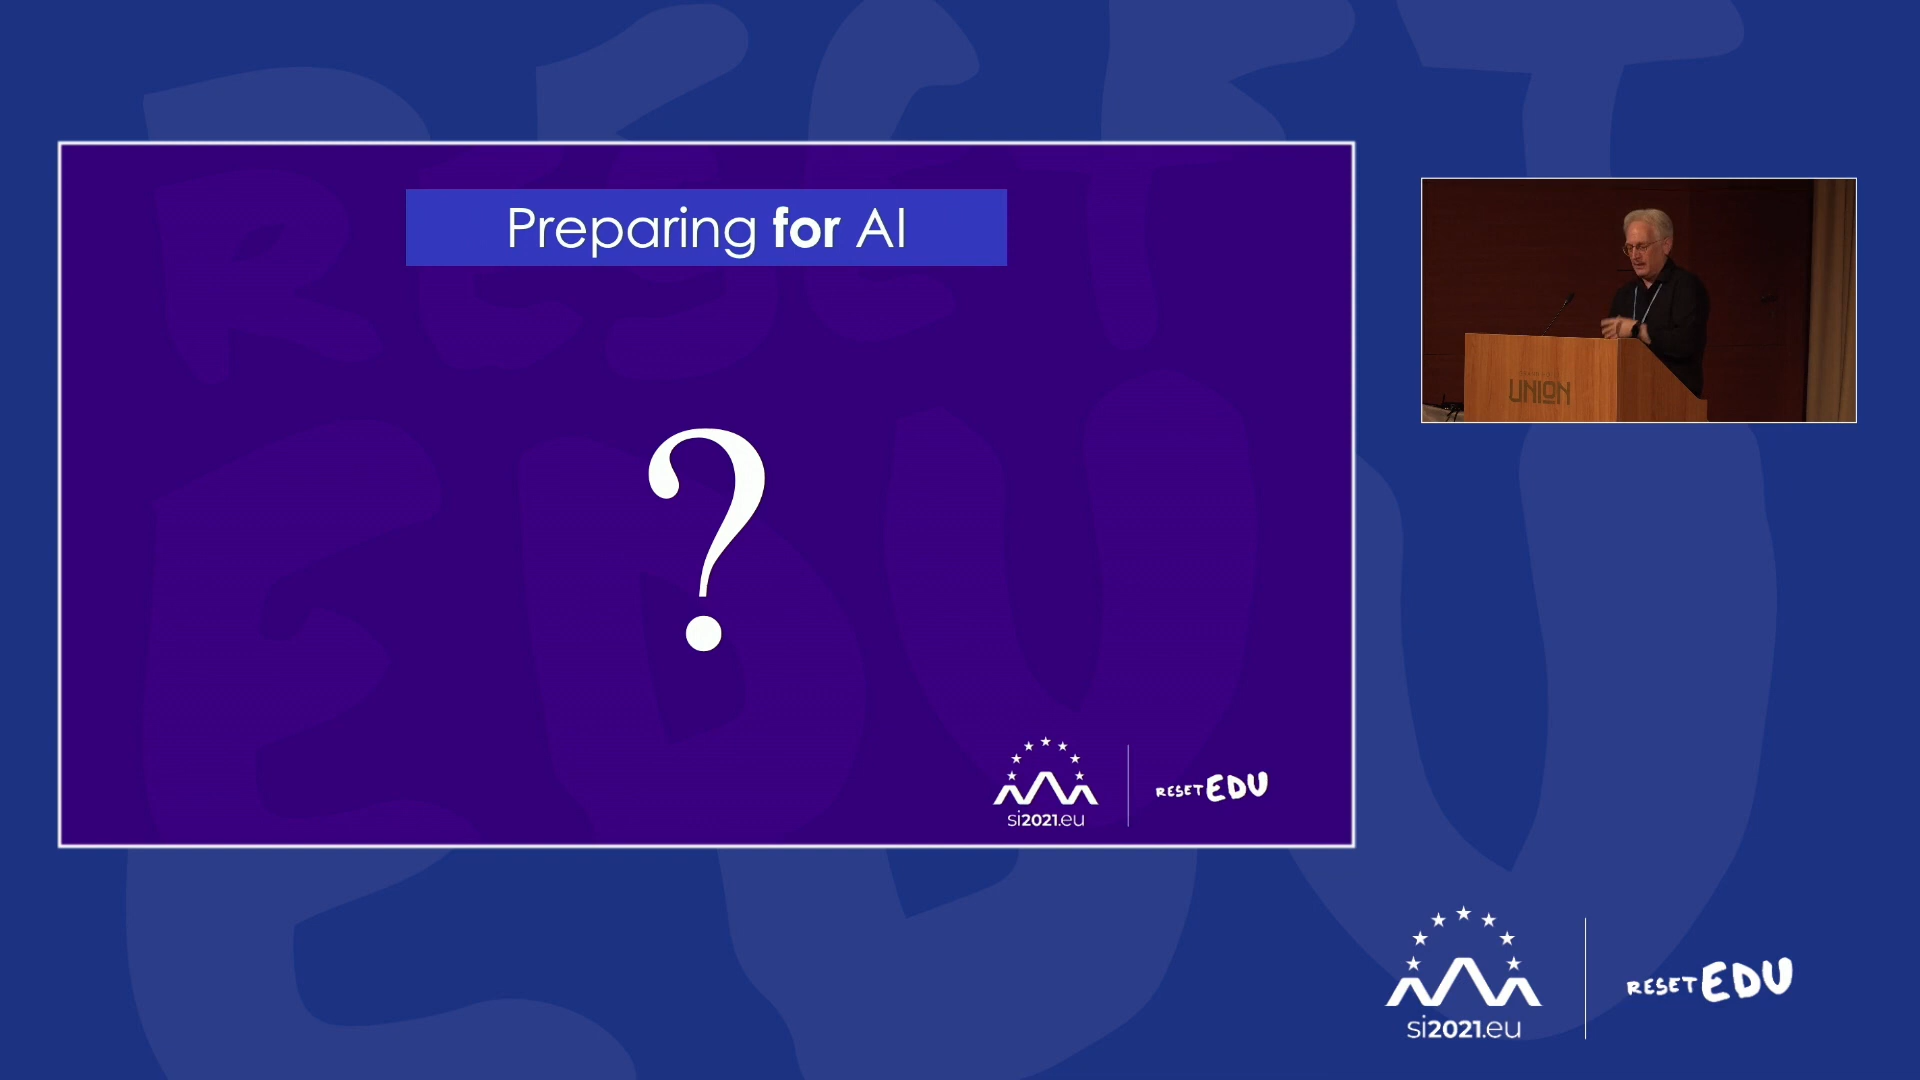 Preparing for AI
?
si2021.eu
RESET EDU
UNION
si2021.eu
RESET EDU